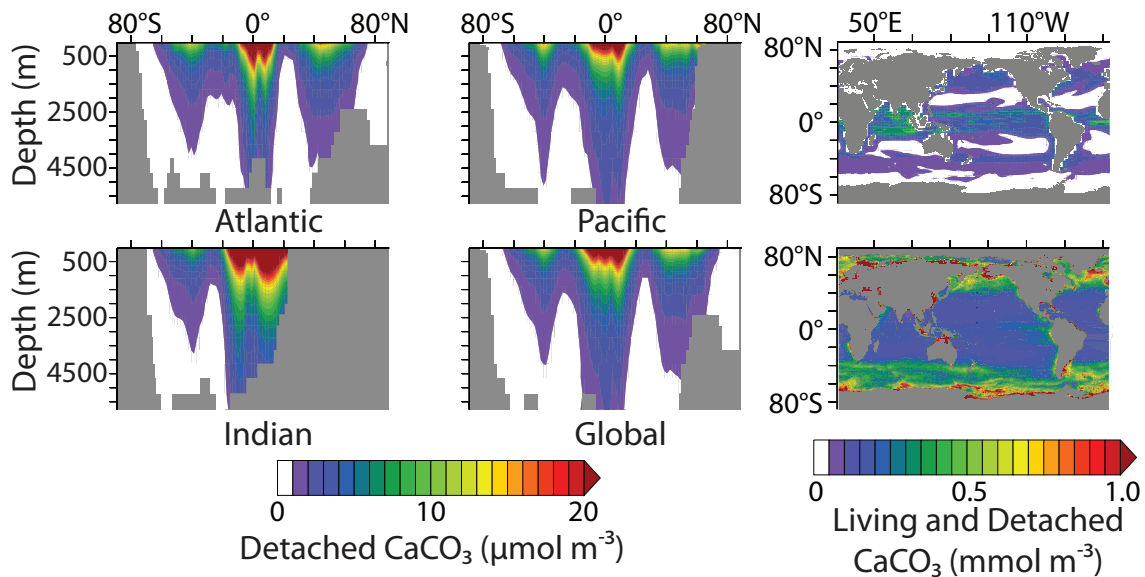 80°S 0° 80°N
80°S 0° 80°N
50°E 110°W
Depth (m)
500
2500
4500
Atlantic
Pacific
80°N
0°
80°S
Depth (m)
500
2500
4500
Indian
Global
80°N
0°
80°S
0 10 20
Detached CaCO₃ (μmol m⁻³)
0 0.5 1.0
Living and Detached
CaCO₃ (mmol m⁻³)